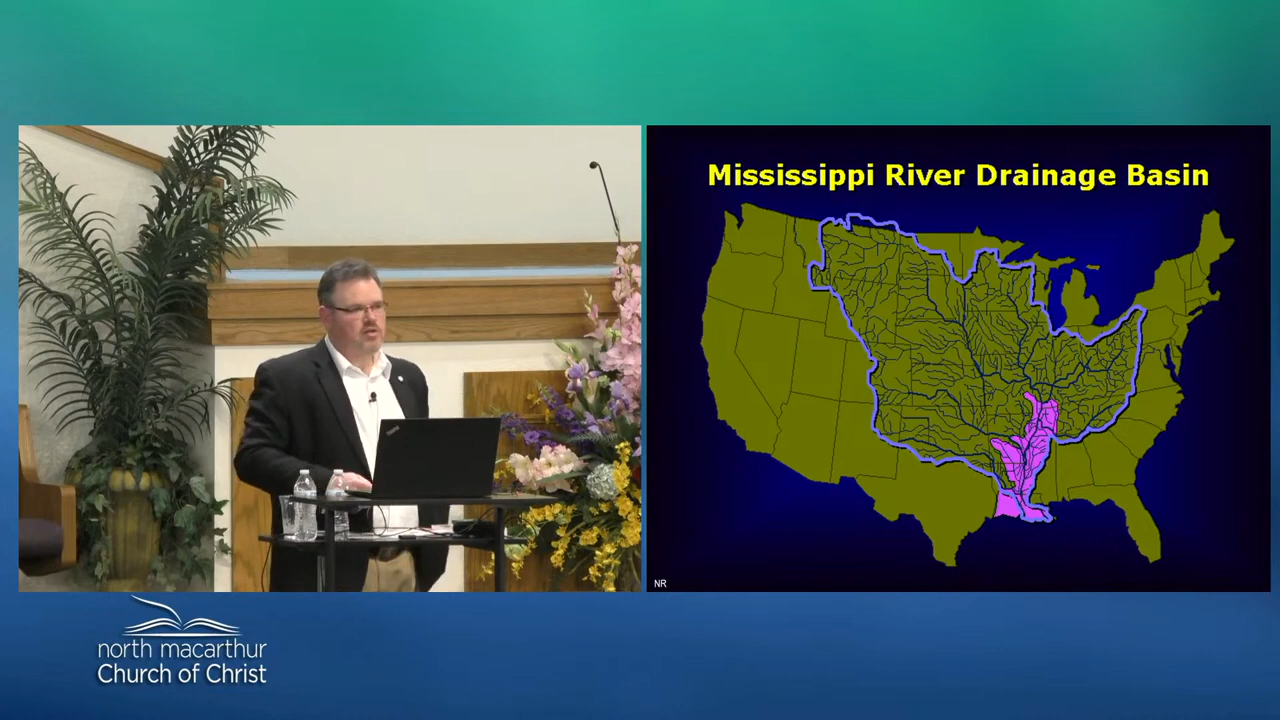 Mississippi River Drainage Basin
NR
north macarthur
Church of Christ